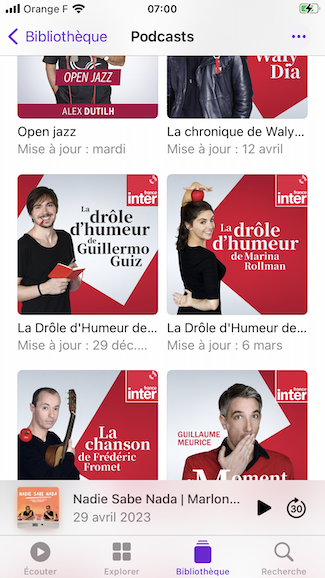 Orange F 07:00
Bibliothèque Podcasts
OPEN JAZZ
ALEX DUTILH
WALY
DIA
Open jazz
Mise à jour : mardi
La chronique de Waly...
Mise à jour : 12 avril
france
inter
La
drôle
d'humeur
de
Guillermo
Guiz
france
inter
La
drôle
d'humeur
de Marina
Rollman
La Drôle d'Humeur de...
Mise à jour : 29 déc....
La Drôle d'Humeur de...
Mise à jour : 6 mars
france
inter
La
chanson
de Frédéric
Fromet
france
inter
GUILLAUME
MEURICE
Moment
NADIE SABE NADA
Nadie Sabe Nada | Marlon...
29 avril 2023
30
Écouter
Explorer
Bibliothèque
Recherche